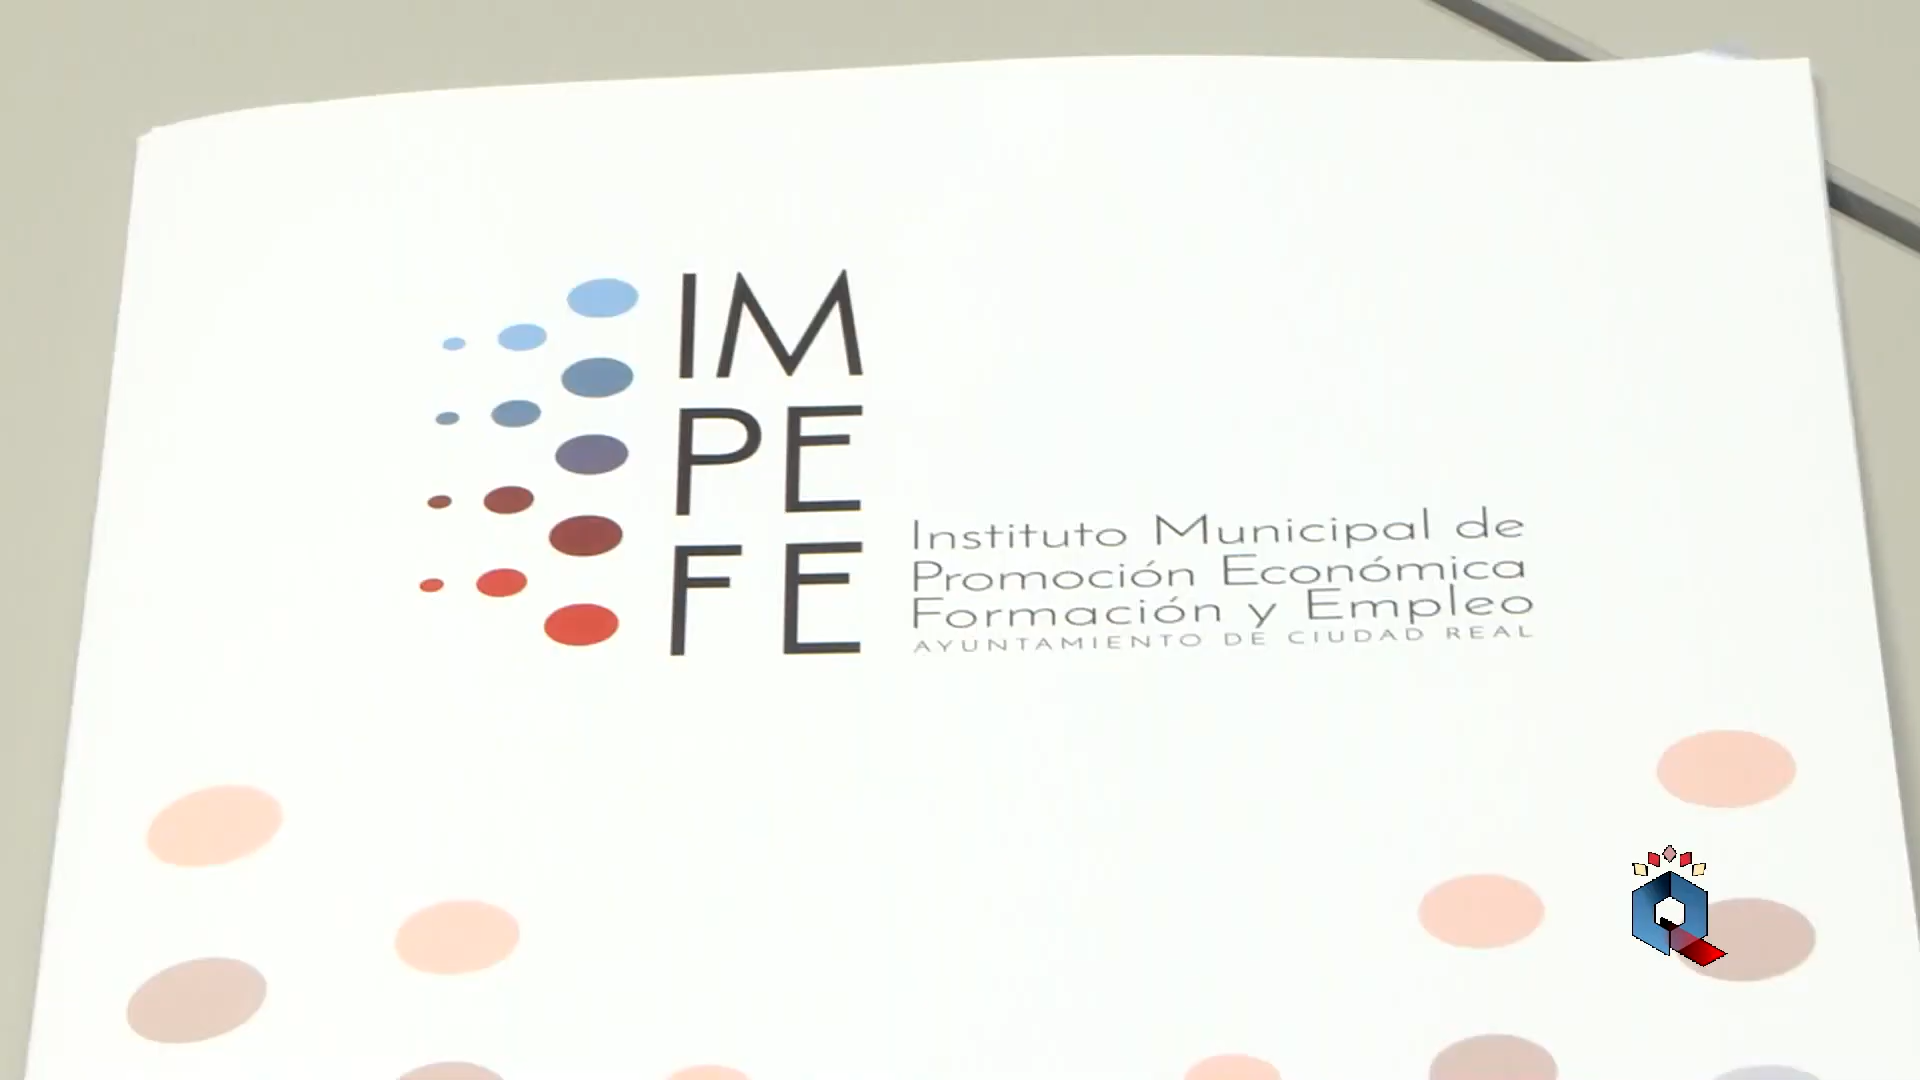 IM
PE
FE
Instituto Municipal de
Promoción Económica
Formación y Empleo
AYUNTAMIENTO DE CIUDAD REAL